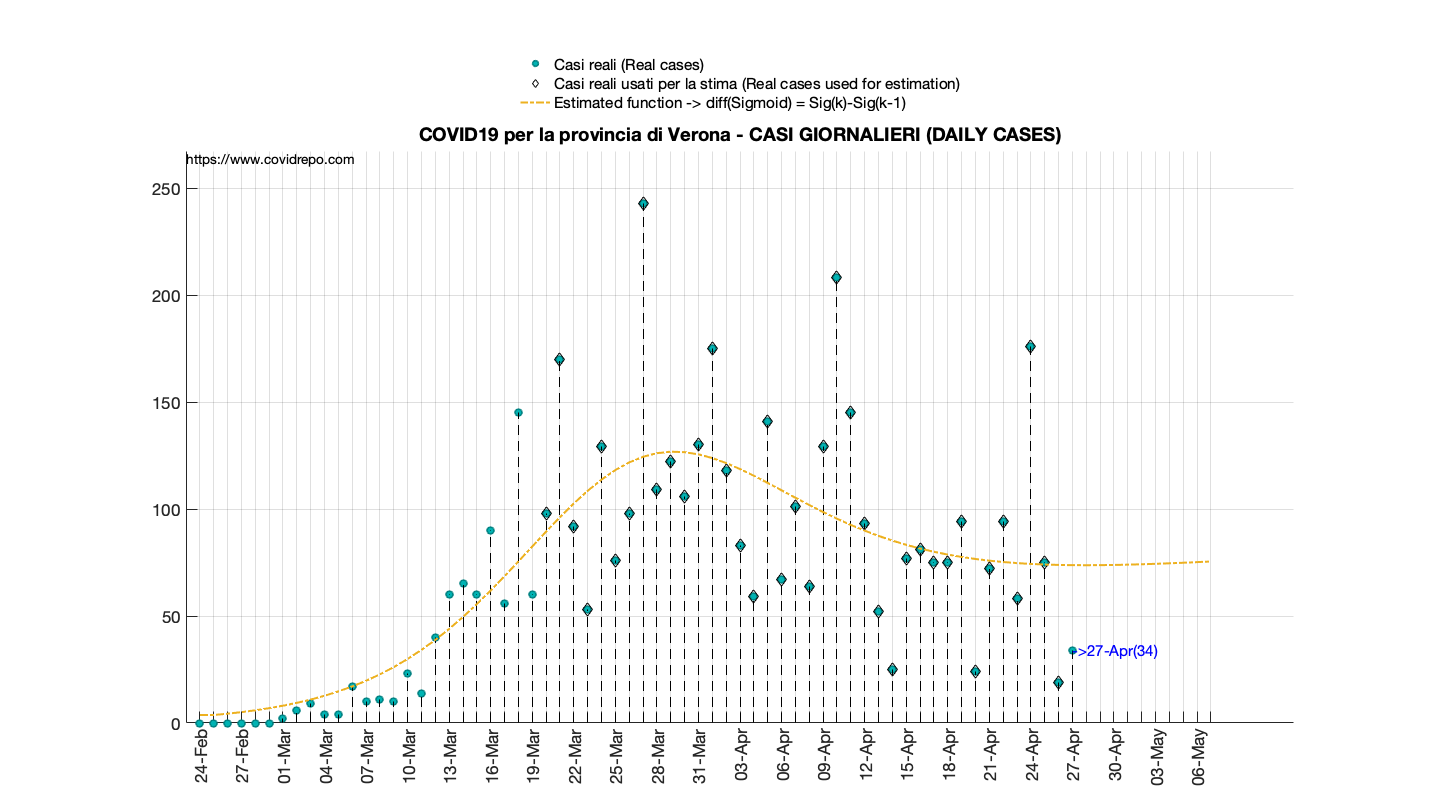 Casi reali (Real cases)
Casi reali usati per la stima (Real cases used for estimation)
Estimated function -> diff(Sigmoid) = Sig(k)-Sig(k-1)
COVID19 per la provincia di Verona - CASI GIORNALIERI (DAILY CASES)
https://www.covidrepo.com
250
200
150
100
50
0
>27-Apr(34)
24-Feb
27-Feb
01-Mar
04-Mar
07-Mar
10-Mar
13-Mar
16-Mar
19-Mar
22-Mar
25-Mar
28-Mar
31-Mar
03-Apr
06-Apr
09-Apr
12-Apr
15-Apr
18-Apr
21-Apr
24-Apr
27-Apr
30-Apr
03-May
06-May